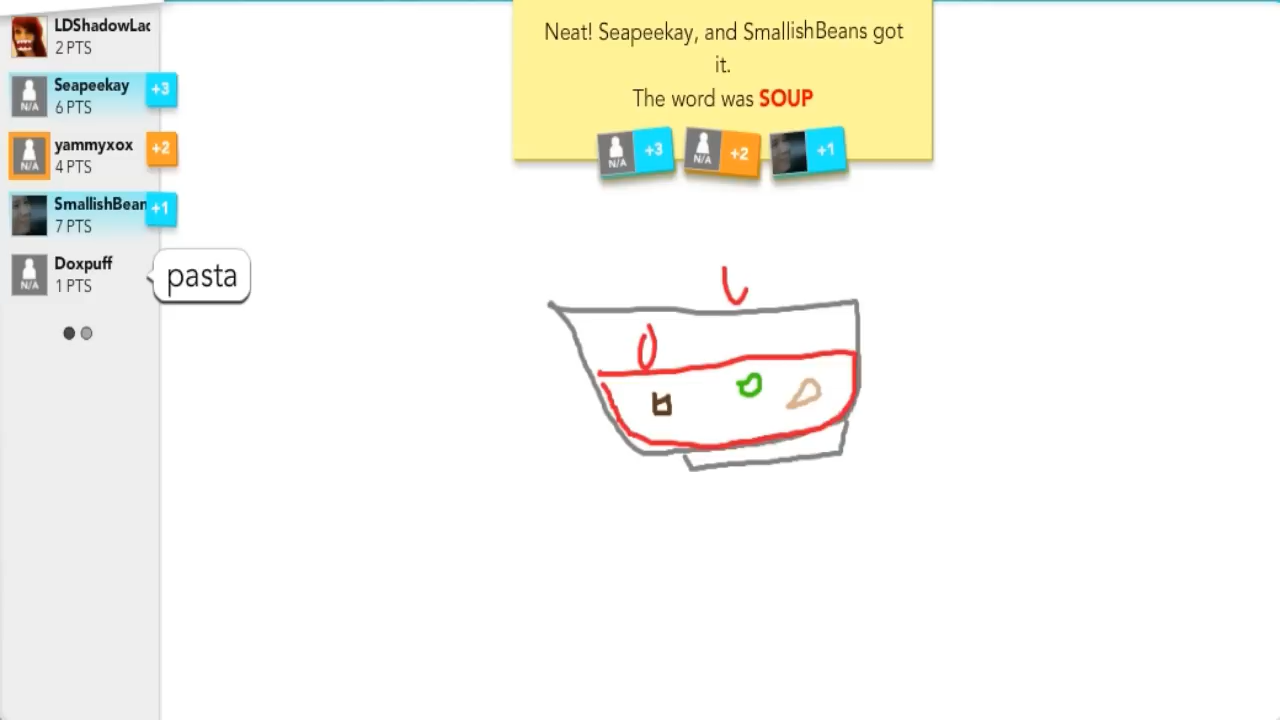 LDShadowLad
2 PTS
Seapeekay
+3
6 PTS
N/A
yammyxox
+2
4 PTS
N/A
SmallishBean
+1
7 PTS
Doxpuff
1 PTS
N/A
pasta
Neat! Seapeekay, and SmallishBeans got
it.
The word was SOUP
N/A
+3
N/A
+2
+1